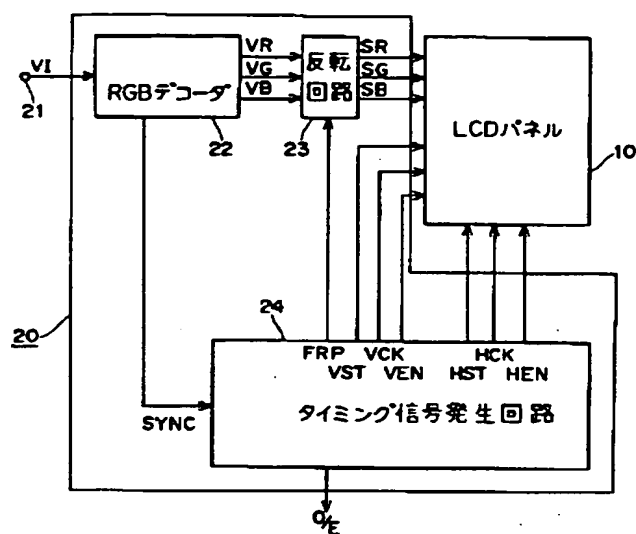 VI
21
RGBデコーダ
22
VR
VG
VB
反転
回路
23
SR
SG
SB
LCDパネル
10
20
24
FRP
VST
VCK
VEN
HST
HCK
HEN
SYNC
タイミング信号発生回路
O/E